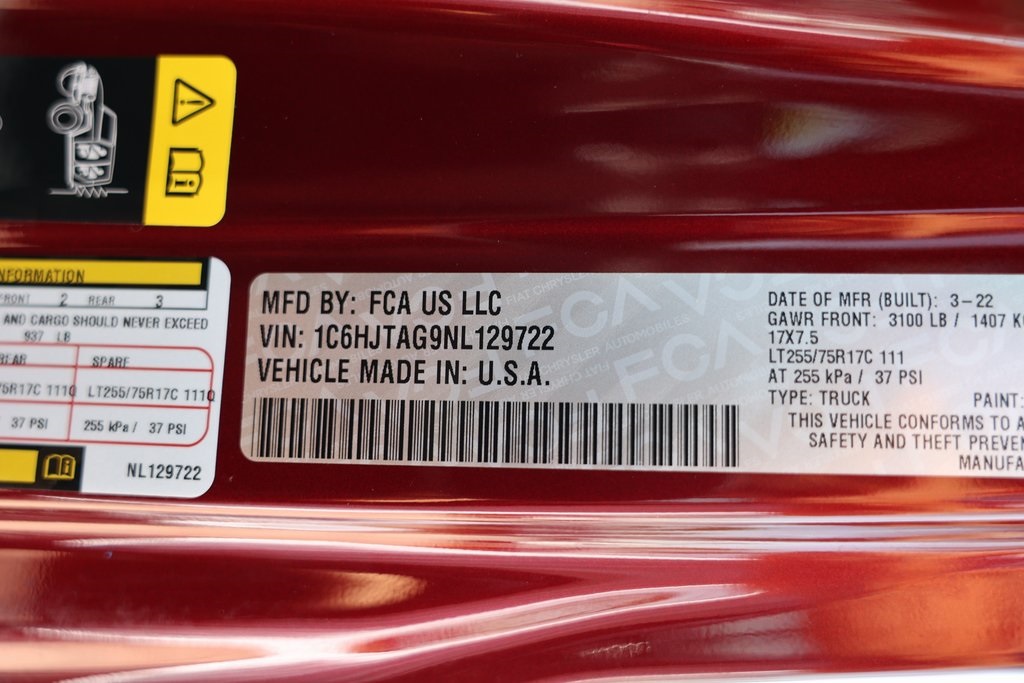 NFORMATION
FRONT 2 REAR 3
AND CARGO SHOULD NEVER EXCEED
937 LB
REAR SPARE
75R17C 111Q LT255/75R17C 111Q
37 PSI 255 kPa / 37 PSI
NL129722
MFD BY: FCA US LLC
VIN: 1C6HJTAG9NL129722
VEHICLE MADE IN: U.S.A.
DATE OF MFR (BUILT): 3-22
GAWR FRONT: 3100 LB / 1407 K
17X7.5
LT255/75R17C 111
AT 255 kPa / 37 PSI
TYPE: TRUCK PAINT:
THIS VEHICLE CONFORMS TO A
SAFETY AND THEFT PREVEN
MANUFA